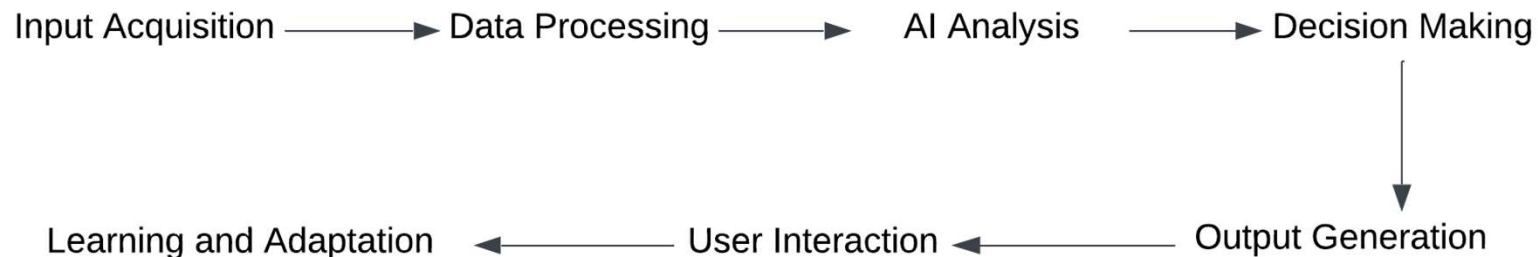 Input Acquisition
Data Processing
AI Analysis
Decision Making
Output Generation
User Interaction
Learning and Adaptation